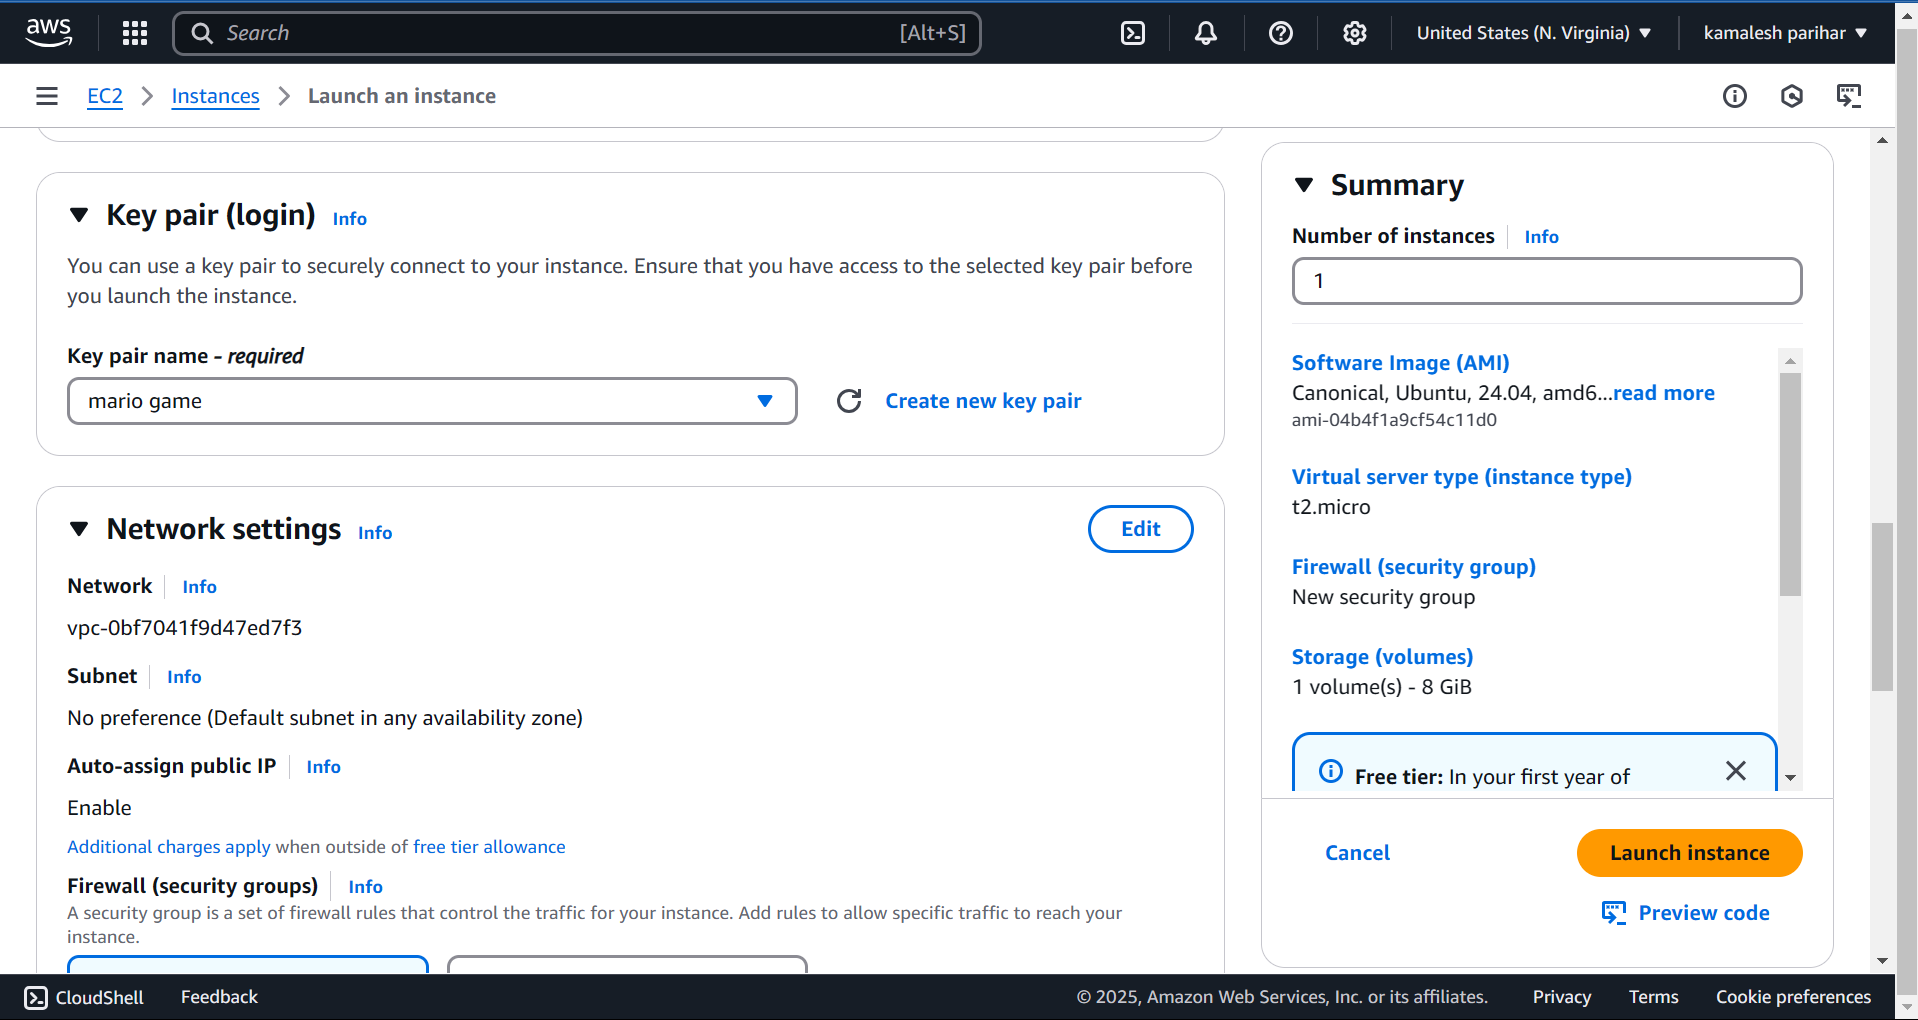 aws
Search [Alt+S]
United States (N. Virginia)
kamalesh parihar
EC2 Instances Launch an instance
Key pair (login) Info
You can use a key pair to securely connect to your instance. Ensure that you have access to the selected key pair before
you launch the instance.
Key pair name - required
mario game
Create new key pair
Network settings Info
Edit
Network Info
vpc-0bf7041f9d47ed7f3
Subnet Info
No preference (Default subnet in any availability zone)
Auto-assign public IP Info
Enable
Additional charges apply when outside of free tier allowance
Firewall (security groups) Info
A security group is a set of firewall rules that control the traffic for your instance. Add rules to allow specific traffic to reach your
instance.
Summary
Number of instances Info
1
Software Image (AMI)
Canonical, Ubuntu, 24.04, amd6...read more
ami-04b4f1a9cf54c11d0
Virtual server type (instance type)
t2.micro
Firewall (security group)
New security group
Storage (volumes)
1 volume(s) - 8 GiB
Free tier: In your first year of
Cancel
Launch instance
Preview code
CloudShell
Feedback
© 2025, Amazon Web Services, Inc. or its affiliates.
Privacy
Terms
Cookie preferences